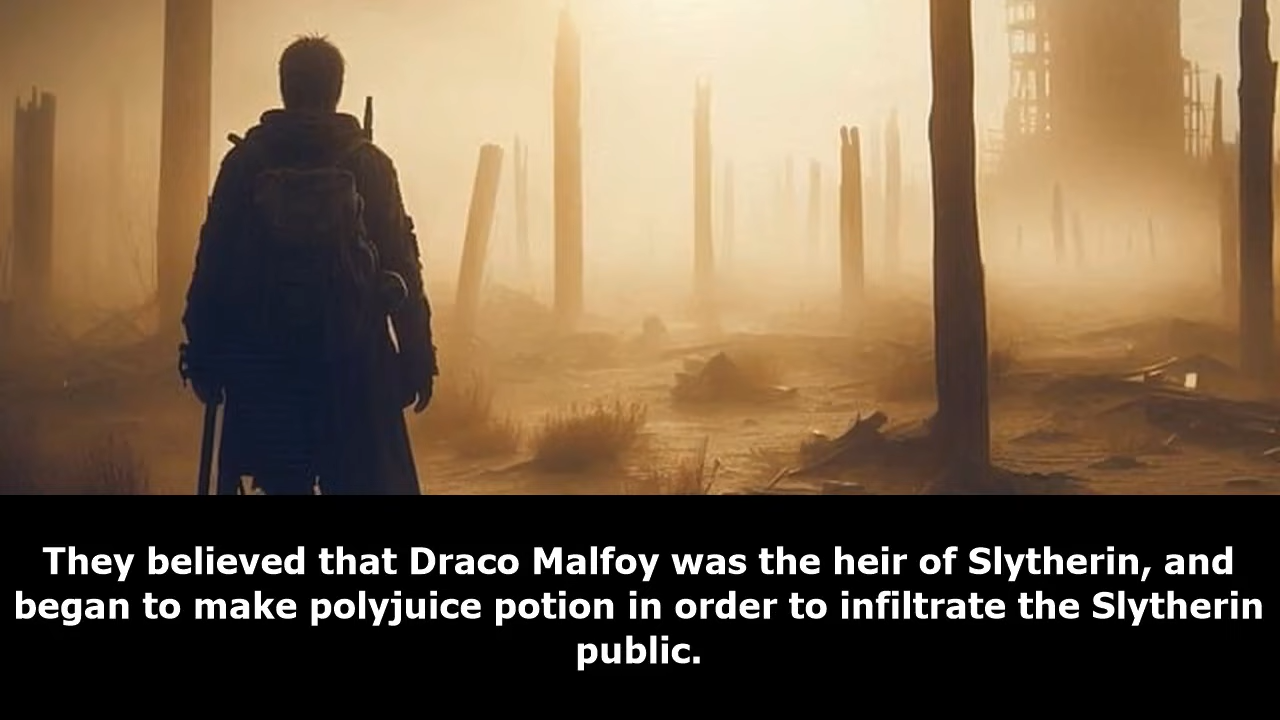 They believed that Draco Malfoy was the heir of Slytherin, and
began to make polyjuice potion in order to infiltrate the Slytherin
public.